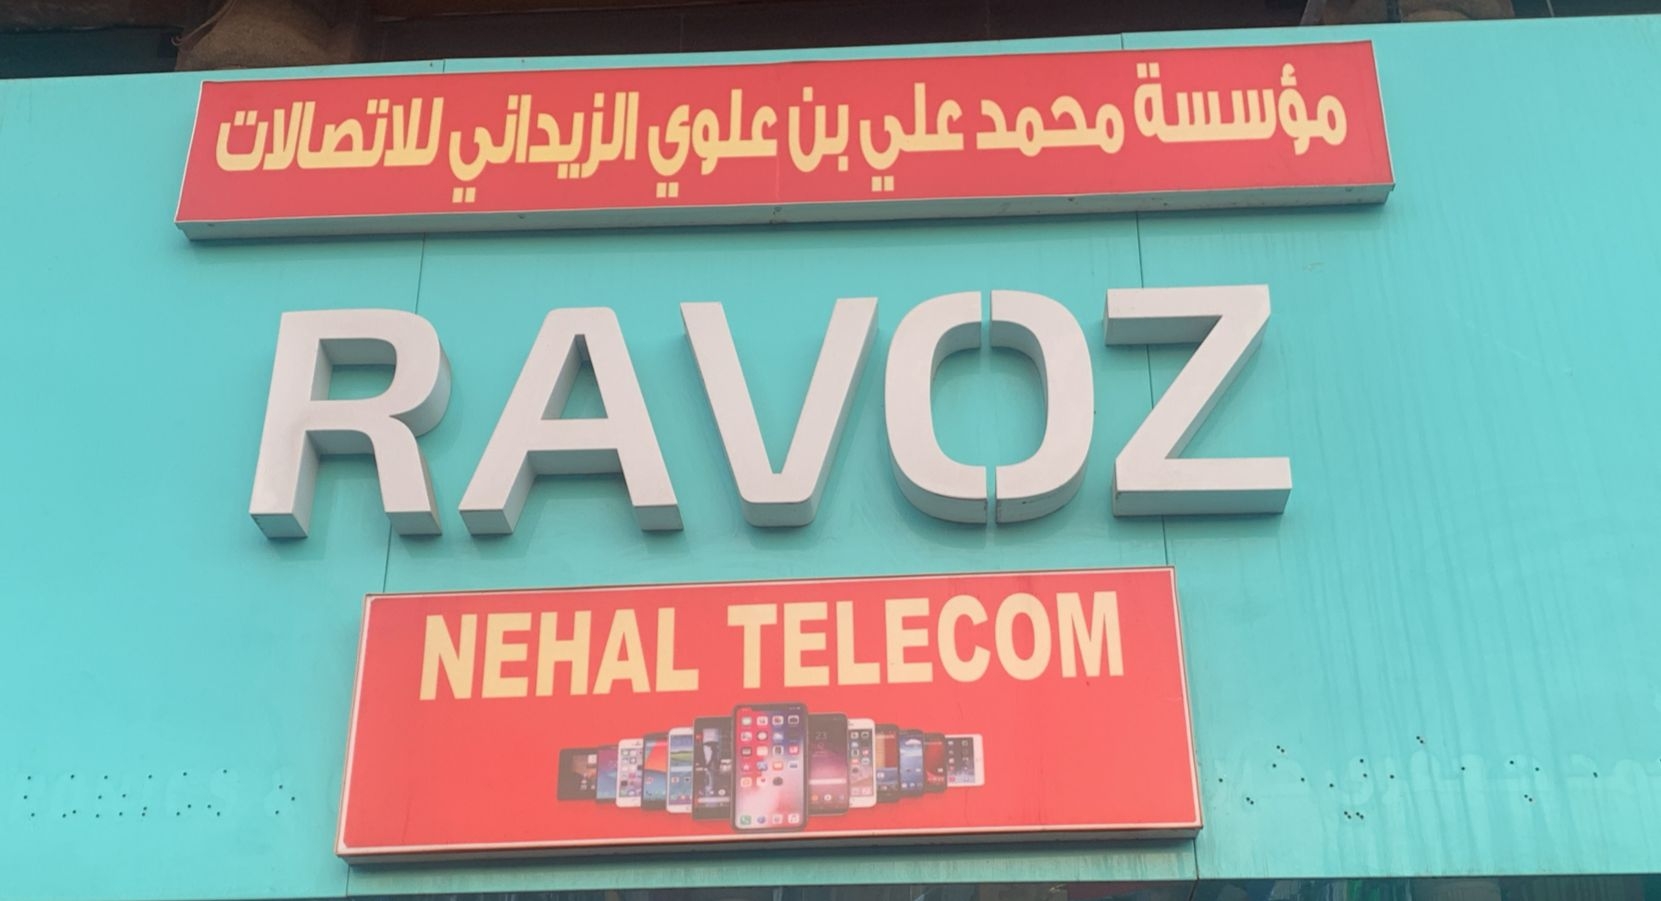 مؤسسة محمد علي بن علوي الزيداني للاتصالات
RAVOZ
NEHAL TELECOM